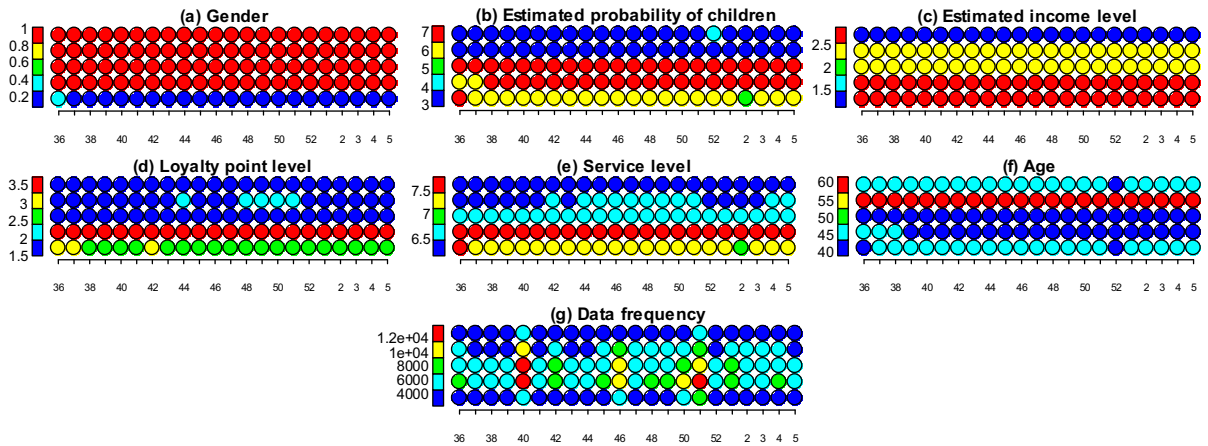 (a) Gender
1
0.8
0.6
0.4
0.2
36 38 40 42 44 46 48 50 52 2 3 4 5
(b) Estimated probability of children
7
6
5
4
3
36 38 40 42 44 46 48 50 52 2 3 4 5
(c) Estimated income level
2.5
2
1.5
36 38 40 42 44 46 48 50 52 2 3 4 5
(d) Loyalty point level
3.5
3
2.5
2
1.5
36 38 40 42 44 46 48 50 52 2 3 4 5
(e) Service level
7.5
7
6.5
36 38 40 42 44 46 48 50 52 2 3 4 5
(f) Age
60
55
50
45
40
36 38 40 42 44 46 48 50 52 2 3 4 5
(g) Data frequency
1.2e+04
1e+04
8000
6000
4000
36 38 40 42 44 46 48 50 52 2 3 4 5